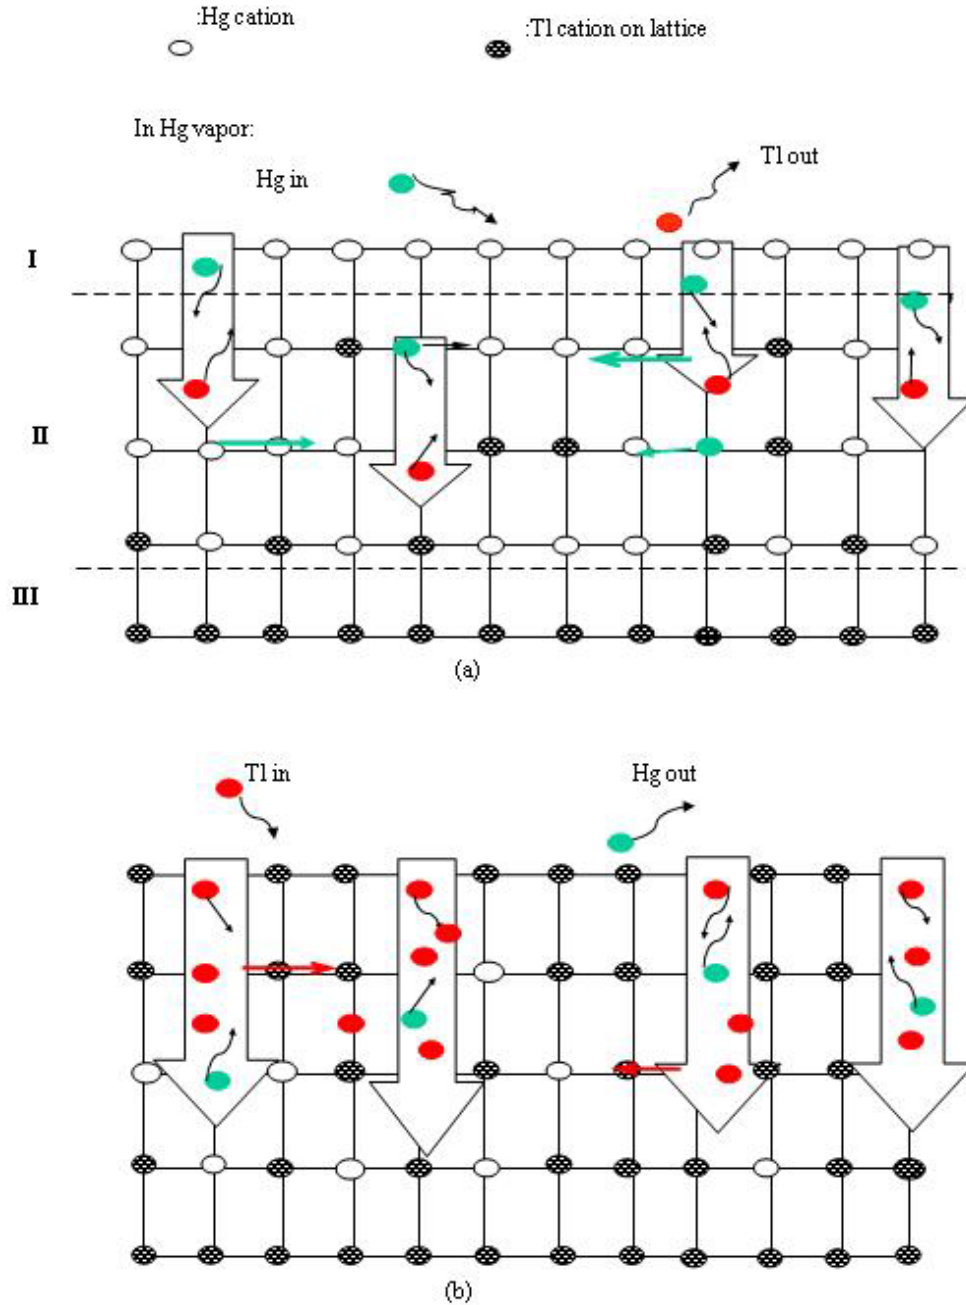 :Hg cation
:Tl cation on lattice
In Hg vapor:
Hg in
Tl out
I
II
III
(a)
Tl in
Hg out
(b)